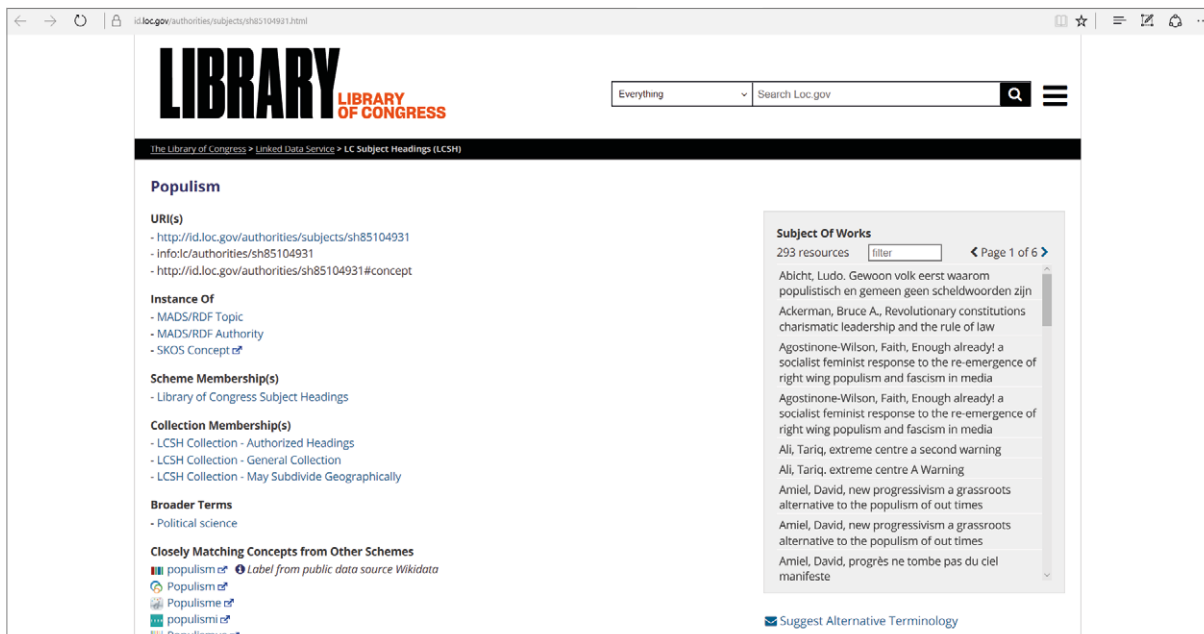 id.loc.gov/authorities/subjects/sh85104931.html
LIBRARY
LIBRARY
OF CONGRESS
Everything
Search Loc.gov
The Library of Congress > Linked Data Service > LC Subject Headings (LCSH)
Populism
URI(s)
- http://id.loc.gov/authorities/subjects/sh85104931
- info:lc/authorities/sh85104931
- http://id.loc.gov/authorities/sh85104931#concept
Instance Of
- MADS/RDF Topic
- MADS/RDF Authority
- SKOS Concept
Scheme Membership(s)
- Library of Congress Subject Headings
Collection Membership(s)
- LCSH Collection - Authorized Headings
- LCSH Collection - General Collection
- LCSH Collection - May Subdivide Geographically
Broader Terms
- Political science
Closely Matching Concepts from Other Schemes
populism Label from public data source Wikidata
Populism
Populisme
populismi
Subject Of Works
293 resources filter Page 1 of 6
Abicht, Ludo. Gewoon volk eerst waarom
populistisch en gemeen geen scheldwoorden zijn
Ackerman, Bruce A., Revolutionary constitutions
charismatic leadership and the rule of law
Agostinone-Wilson, Faith, Enough already! a
socialist feminist response to the re-emergence of
right wing populism and fascism in media
Agostinone-Wilson, Faith, Enough already! a
socialist feminist response to the re-emergence of
right wing populism and fascism in media
Ali, Tariq, extreme centre a second warning
Ali, Tariq. extreme centre A Warning
Amiel, David, new progressivism a grassroots
alternative to the populism of out times
Amiel, David, new progressivism a grassroots
alternative to the populism of out times
Amiel, David, progrès ne tombe pas du ciel
manifeste
Suggest Alternative Terminology